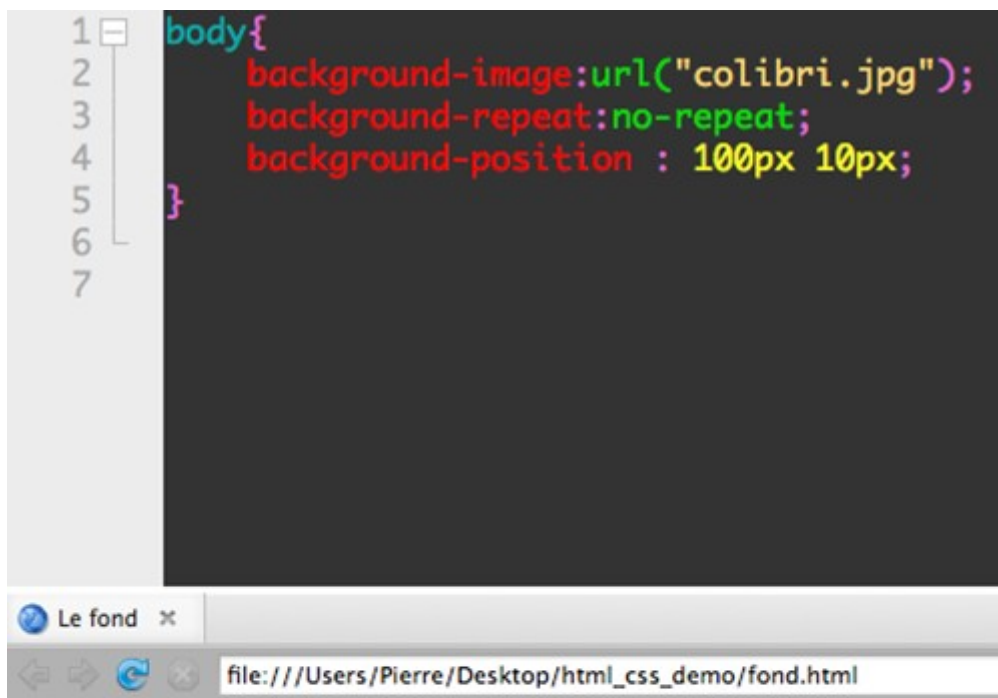 1 body{
2 background-image:url("colibri.jpg");
3 background-repeat:no-repeat;
4 background-position : 100px 10px;
5 }
6
7
Le fond
file:///Users/Pierre/Desktop/html_css_demo/fond.html